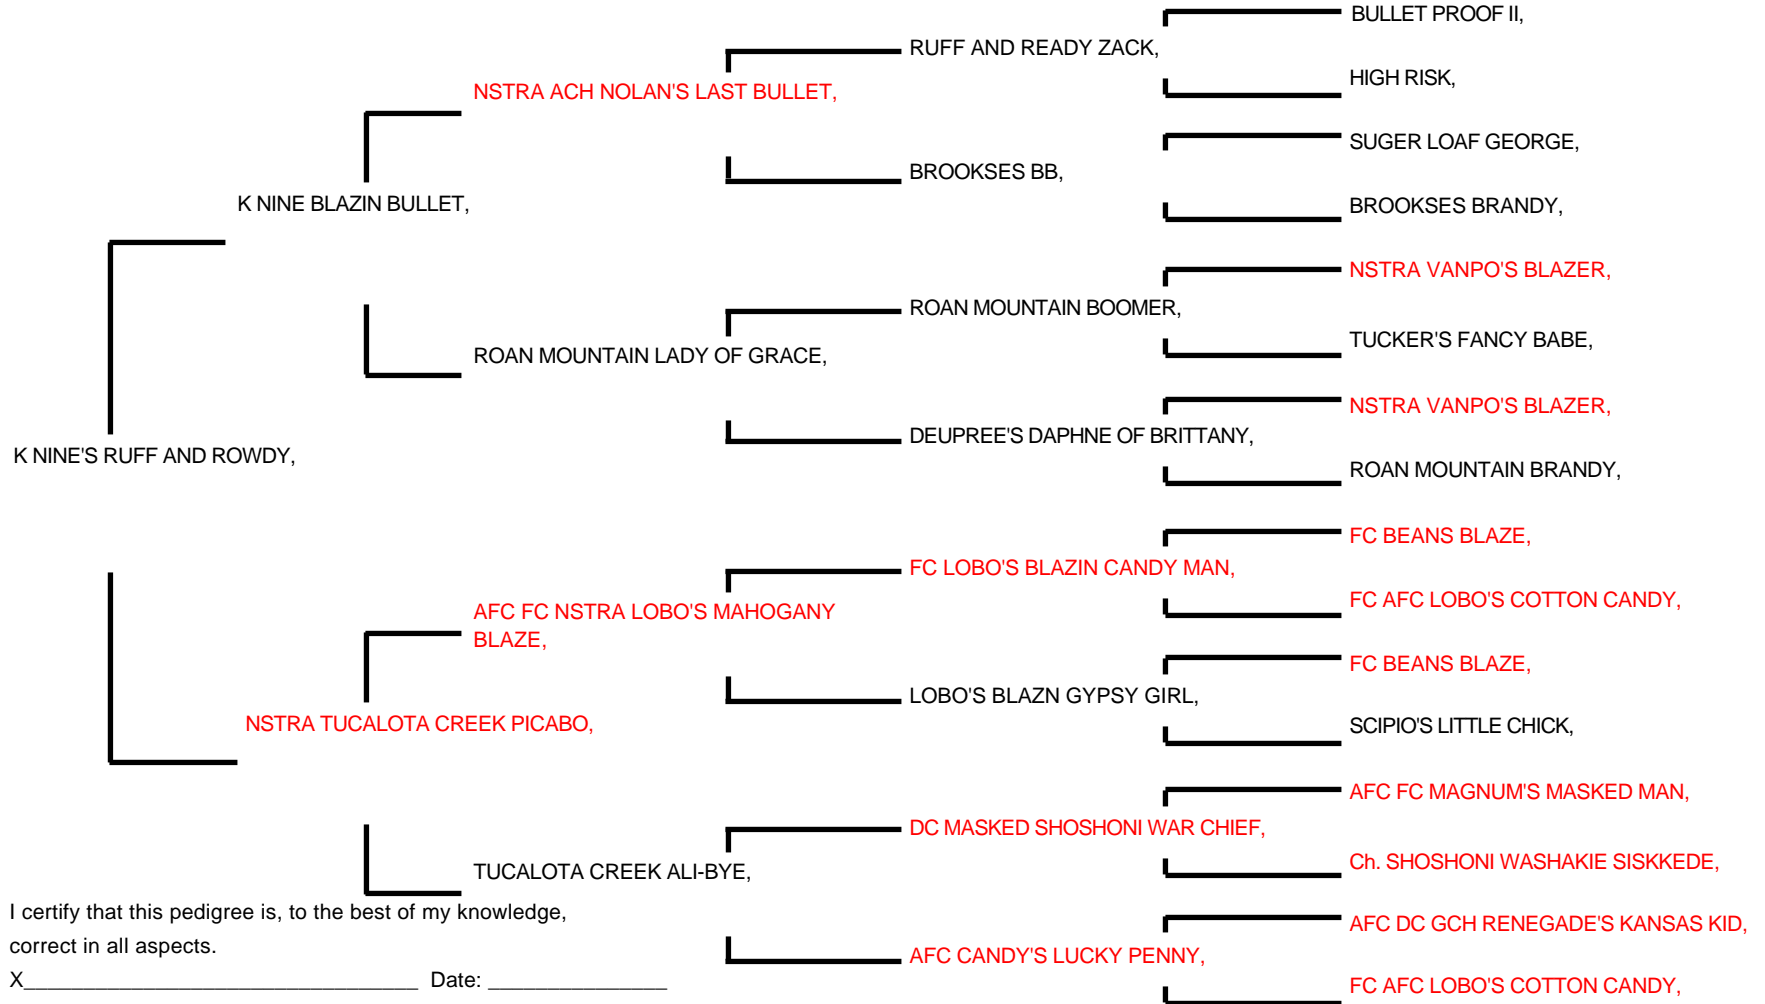 BULLET PROOF II,
RUFF AND READY ZACK,
HIGH RISK,
NSTRA ACH NOLAN'S LAST BULLET,
SUGER LOAF GEORGE,
BROOKSES BB,
K NINE BLAZIN BULLET,
BROOKSES BRANDY,
NSTRA VANPO'S BLAZER,
ROAN MOUNTAIN BOOMER,
TUCKER'S FANCY BABE,
ROAN MOUNTAIN LADY OF GRACE,
NSTRA VANPO'S BLAZER,
DEUPREE'S DAPHNE OF BRITTANY,
K NINE'S RUFF AND ROWDY,
ROAN MOUNTAIN BRANDY,
FC BEANS BLAZE,
FC LOBO'S BLAZIN CANDY MAN,
FC AFC LOBO'S COTTON CANDY,
AFC FC NSTRA LOBO'S MAHOGANY
BLAZE,
FC BEANS BLAZE,
LOBO'S BLAZN GYPSY GIRL,
NSTRA TUCALOTA CREEK PICABO,
SCIPIO'S LITTLE CHICK,
AFC FC MAGNUM'S MASKED MAN,
DC MASKED SHOSHONI WAR CHIEF,
Ch. SHOSHONI WASHAKIE SISKKEDE,
TUCALOTA CREEK ALI-BYE,
AFC DC GCH RENEGADE'S KANSAS KID,
AFC CANDY'S LUCKY PENNY,
FC AFC LOBO'S COTTON CANDY,
I certify that this pedigree is, to the best of my knowledge,
correct in all aspects.
X_________________________________ Date: _______________